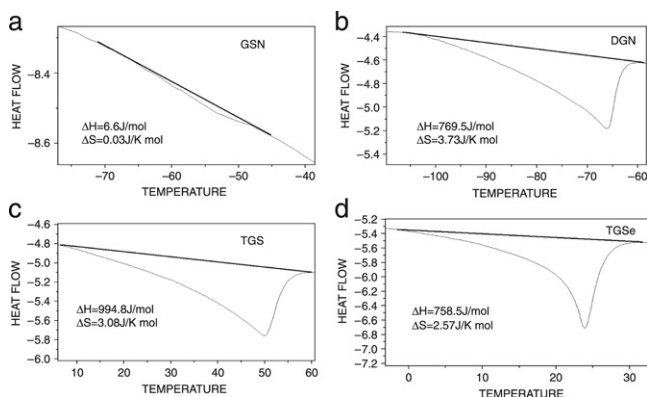 a
GSN
HEAT FLOW
−8.4
−8.6
ΔH=6.6J/mol
ΔS=0.03J/K mol
−70
−60
−50
−40
TEMPERATURE
b
DGN
HEAT FLOW
−4.4
−4.6
−4.8
−5.0
−5.2
−5.4
ΔH=769.5J/mol
ΔS=3.73J/K mol
−100
−90
−80
−70
−60
TEMPERATURE
c
TGS
HEAT FLOW
−4.6
−4.8
−5.0
−5.2
−5.4
−5.6
−5.8
−6.0
ΔH=994.8J/mol
ΔS=3.08J/K mol
10
20
30
40
50
60
TEMPERATURE
d
TGSe
HEAT FLOW
−5.2
−5.4
−5.6
−5.8
−6.0
−6.2
−6.4
−6.6
−6.8
−7.0
−7.2
ΔH=758.5J/mol
ΔS=2.57J/K mol
0
10
20
30
TEMPERATURE